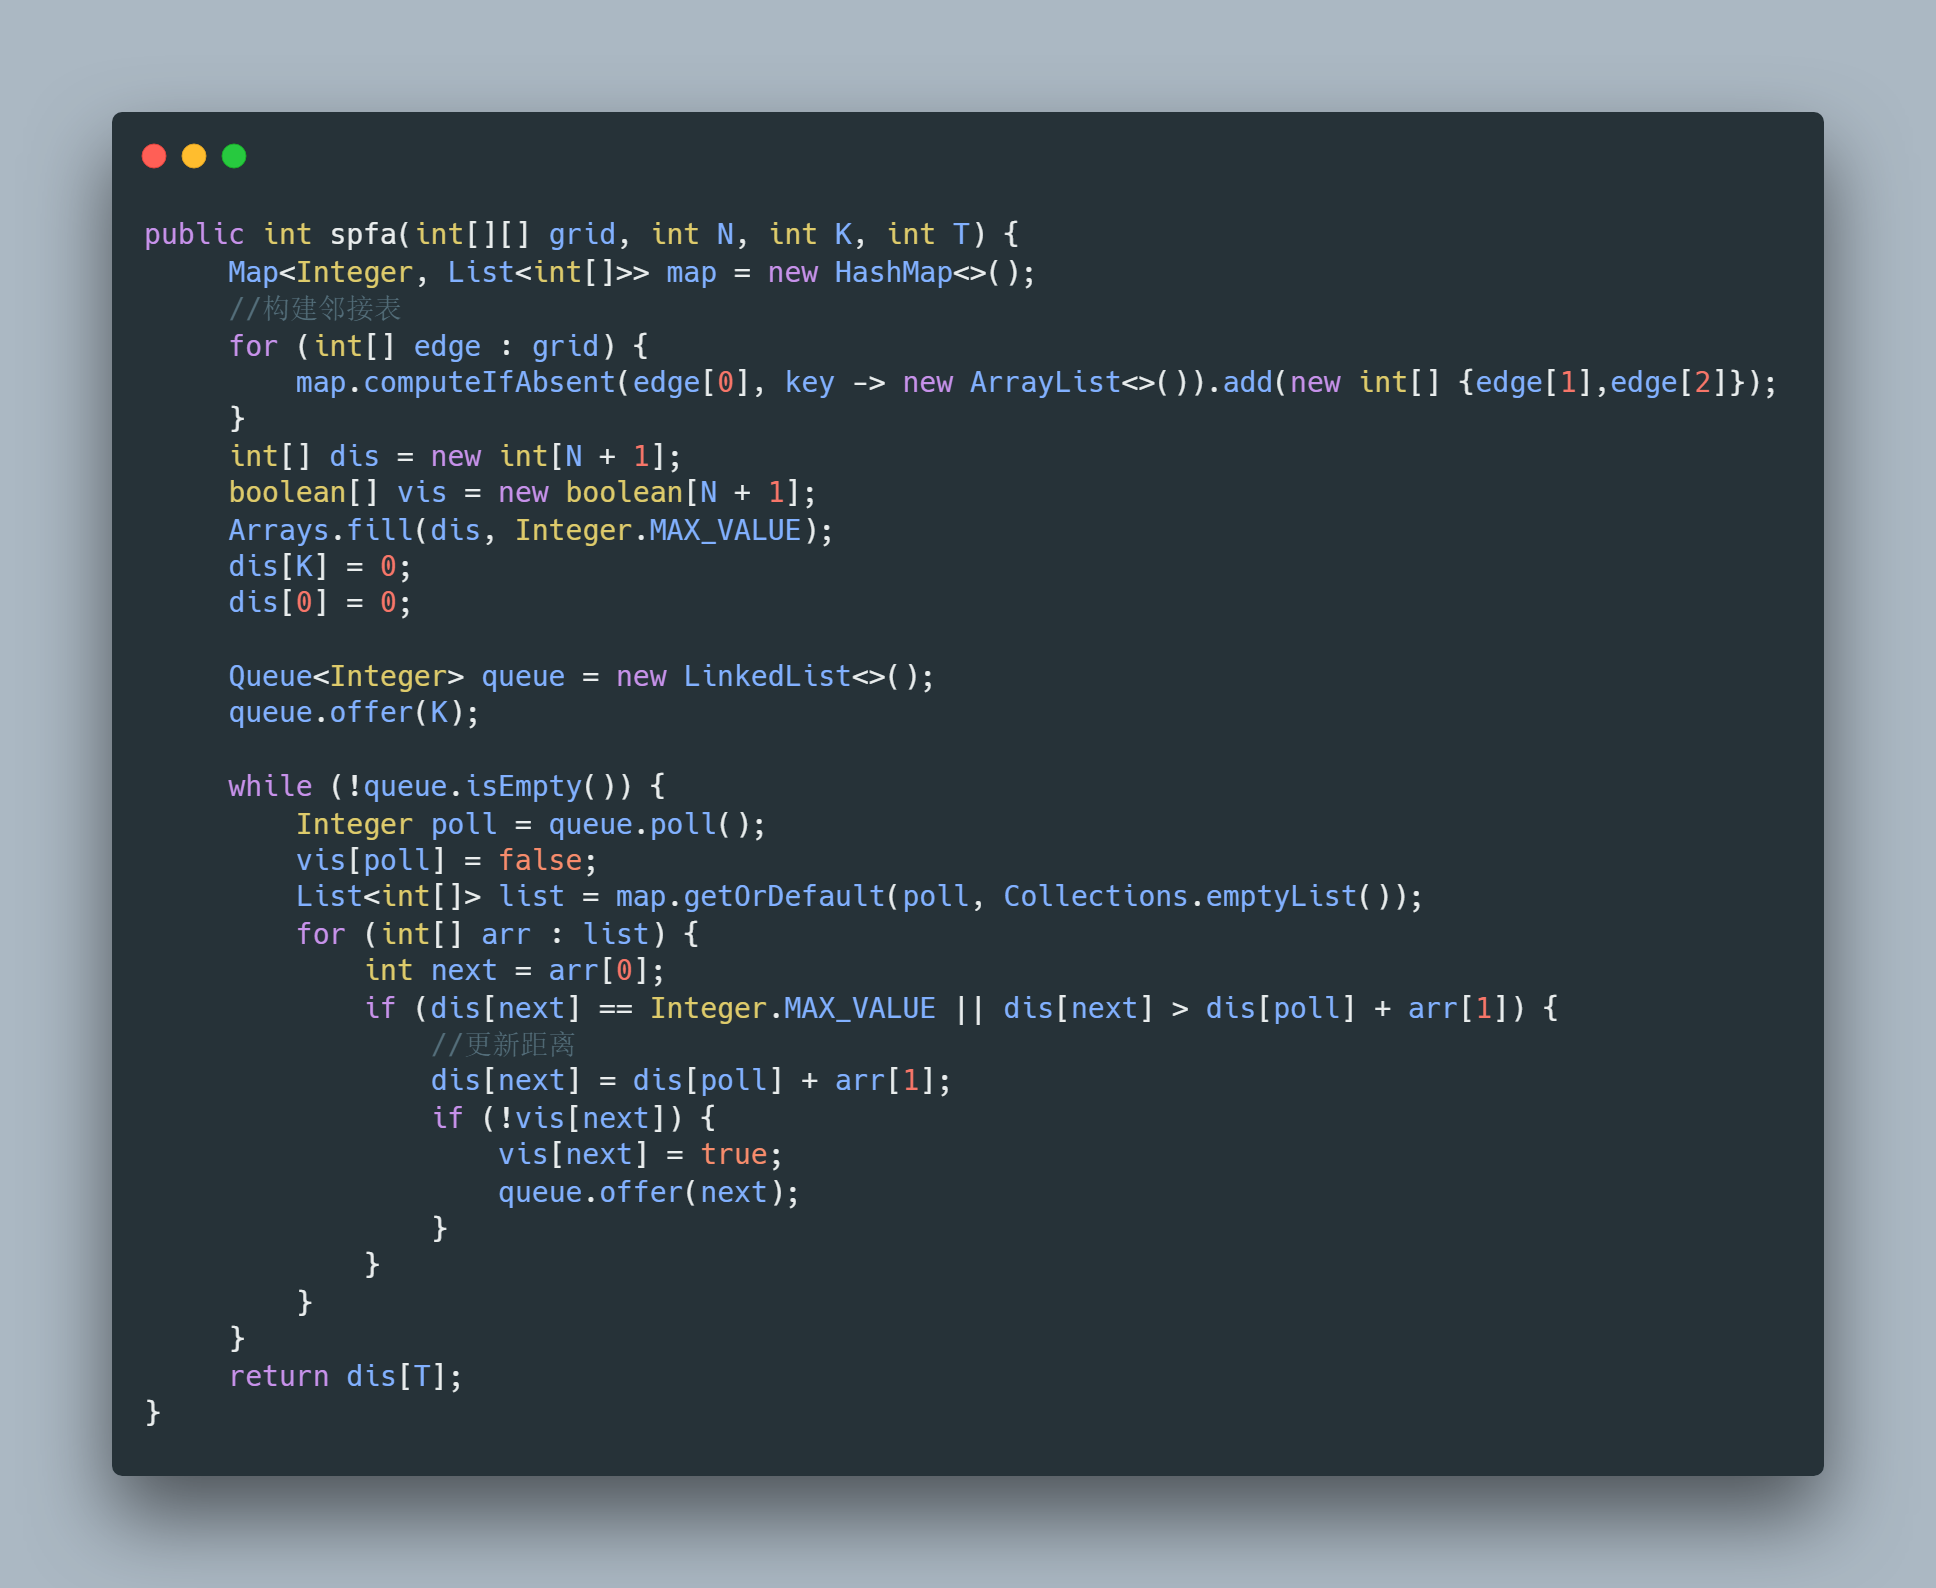 public int spfa(int[][] grid, int N, int K, int T) {
Map<Integer, List<int[]>> map = new HashMap<>();
//构建邻接表
for (int[] edge : grid) {
map.computeIfAbsent(edge[0], key -> new ArrayList<>()).add(new int[] {edge[1],edge[2]});
}
int[] dis = new int[N + 1];
boolean[] vis = new boolean[N + 1];
Arrays.fill(dis, Integer.MAX_VALUE);
dis[K] = 0;
dis[0] = 0;
Queue<Integer> queue = new LinkedList<>();
queue.offer(K);
while (!queue.isEmpty()) {
Integer poll = queue.poll();
vis[poll] = false;
List<int[]> list = map.getOrDefault(poll, Collections.emptyList());
for (int[] arr : list) {
int next = arr[0];
if (dis[next] == Integer.MAX_VALUE || dis[next] > dis[poll] + arr[1]) {
//更新距离
dis[next] = dis[poll] + arr[1];
if (!vis[next]) {
vis[next] = true;
queue.offer(next);
}
}
}
}
return dis[T];
}